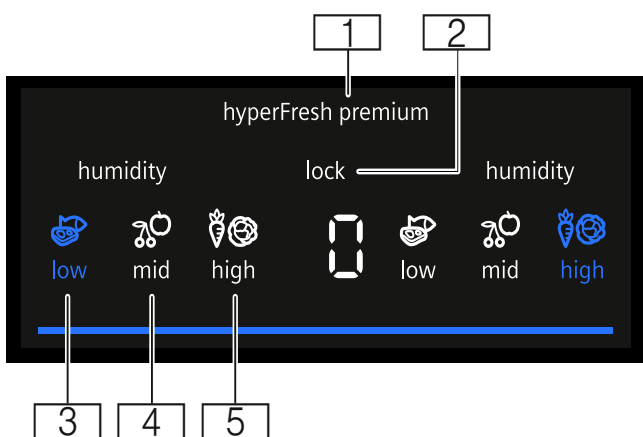 1 2
hyperFresh premium
humidity lock humidity
low mid high 0 low mid high
3 4 5